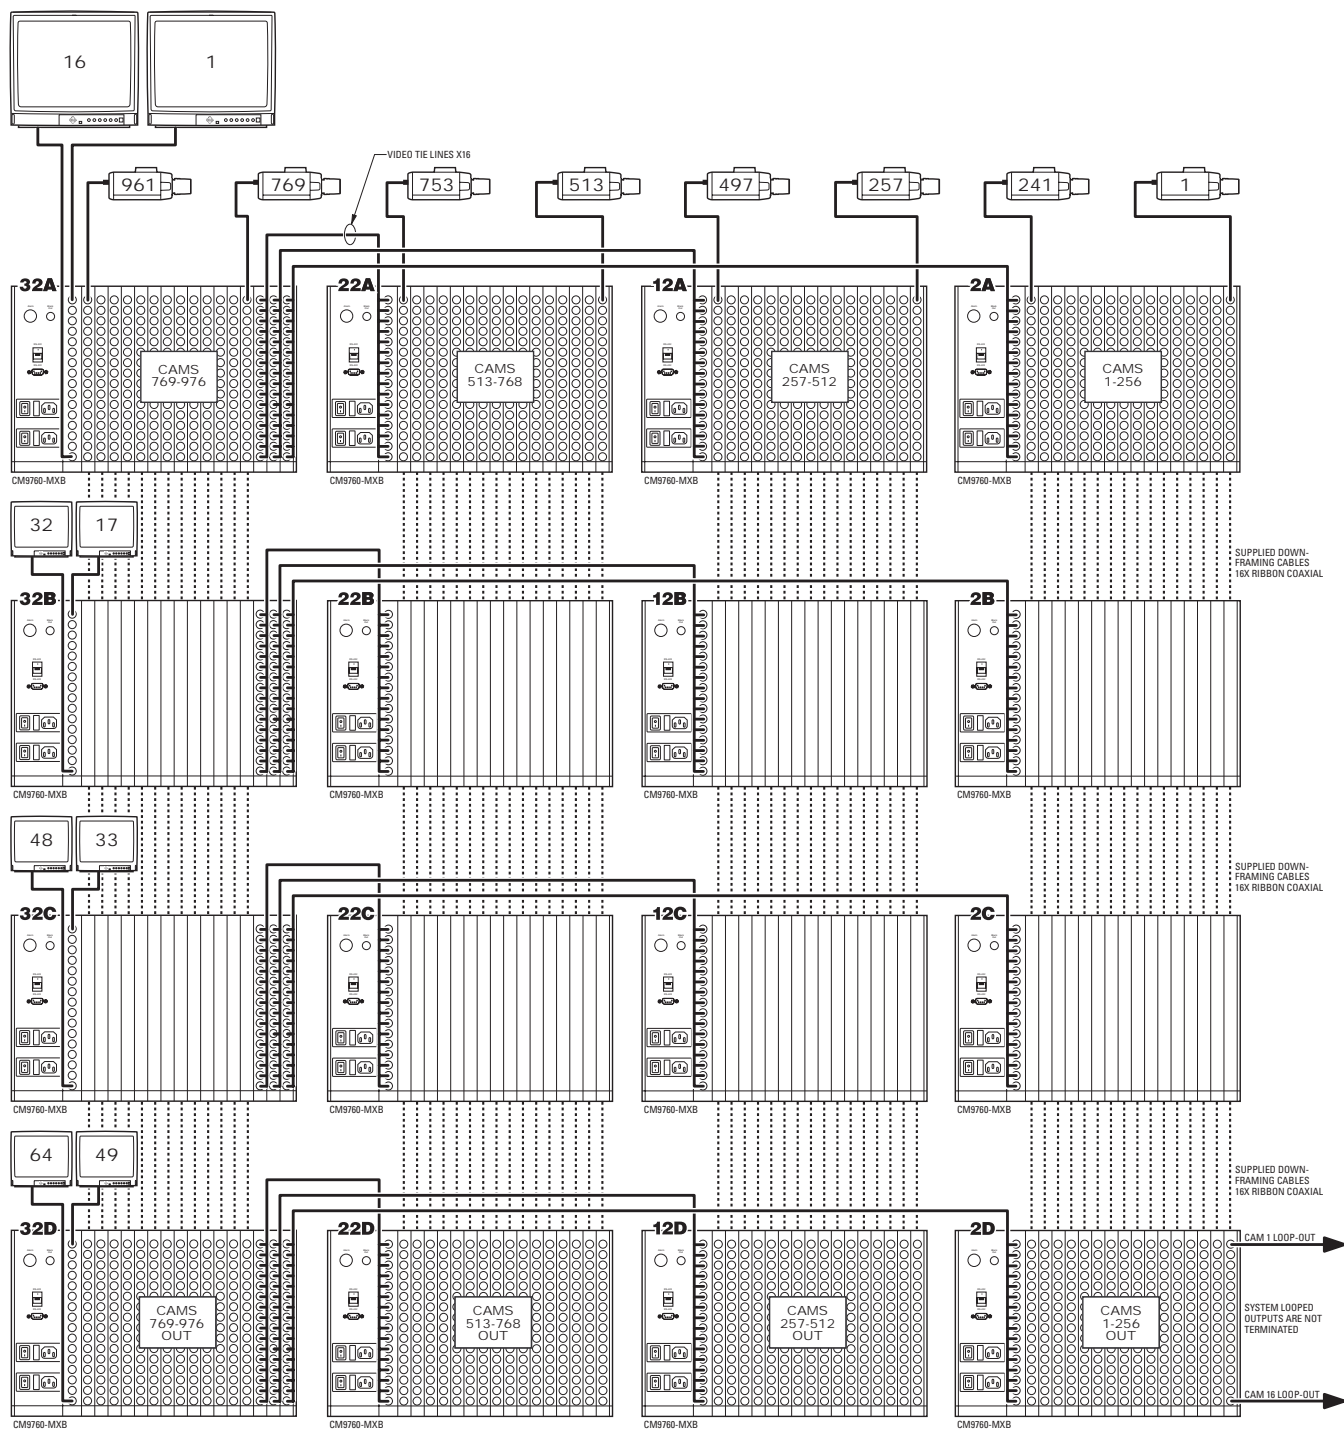 16
1
VIDEO TIE LINES X16
961
769
753
513
497
257
241
1
32A
22A
12A
2A
CAMS
769-976
CAMS
513-768
CAMS
257-512
CAMS
1-256
CM9760-MXB
CM9760-MXB
CM9760-MXB
CM9760-MXB
32
17
SUPPLIED DOWN-
FRAMING CABLES
16X RIBBON COAXIAL
32B
22B
12B
2B
CM9760-MXB
CM9760-MXB
CM9760-MXB
CM9760-MXB
48
33
SUPPLIED DOWN-
FRAMING CABLES
16X RIBBON COAXIAL
32C
22C
12C
2C
CM9760-MXB
CM9760-MXB
CM9760-MXB
CM9760-MXB
64
49
SUPPLIED DOWN-
FRAMING CABLES
16X RIBBON COAXIAL
32D
22D
12D
2D
CAM 1 LOOP-OUT
CAMS
769-976
OUT
CAMS
513-768
OUT
CAMS
257-512
OUT
CAMS
1-256
OUT
SYSTEM LOOPED
OUTPUTS ARE NOT
TERMINATED
CAM 16 LOOP-OUT
CM9760-MXB
CM9760-MXB
CM9760-MXB
CM9760-MXB